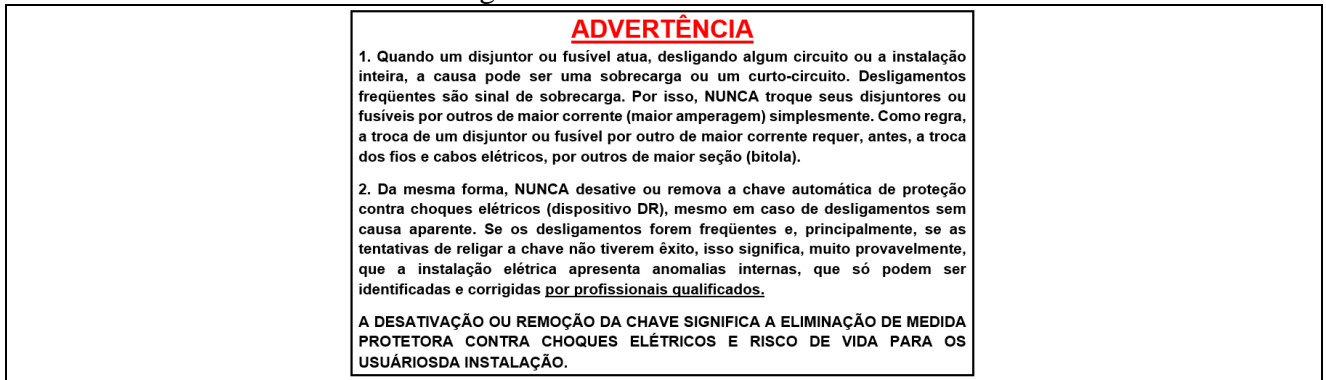 ADVERTÊNCIA
1. Quando um disjuntor ou fusível atua, desligando algum circuito ou a instalação
inteira, a causa pode ser uma sobrecarga ou um curto-circuito. Desligamentos
freqüentes são sinal de sobrecarga. Por isso, NUNCA troque seus disjuntores ou
fusíveis por outros de maior corrente (maior amperagem) simplesmente. Como regra,
a troca de um disjuntor ou fusível por outro de maior corrente requer, antes, a troca
dos fios e cabos elétricos, por outros de maior seção (bitola).
2. Da mesma forma, NUNCA desative ou remova a chave automática de proteção
contra choques elétricos (dispositivo DR), mesmo em caso de desligamentos sem
causa aparente. Se os desligamentos forem freqüentes e, principalmente, se as
tentativas de religar a chave não tiverem êxito, isso significa, muito provavelmente,
que a instalação elétrica apresenta anomalias internas, que só podem ser
identificadas e corrigidas por profissionais qualificados.
A DESATIVAÇÃO OU REMOÇÃO DA CHAVE SIGNIFICA A ELIMINAÇÃO DE MEDIDA
PROTETORA CONTRA CHOQUES ELÉTRICOS E RISCO DE VIDA PARA OS
USUÁRIOSDA INSTALAÇÃO.